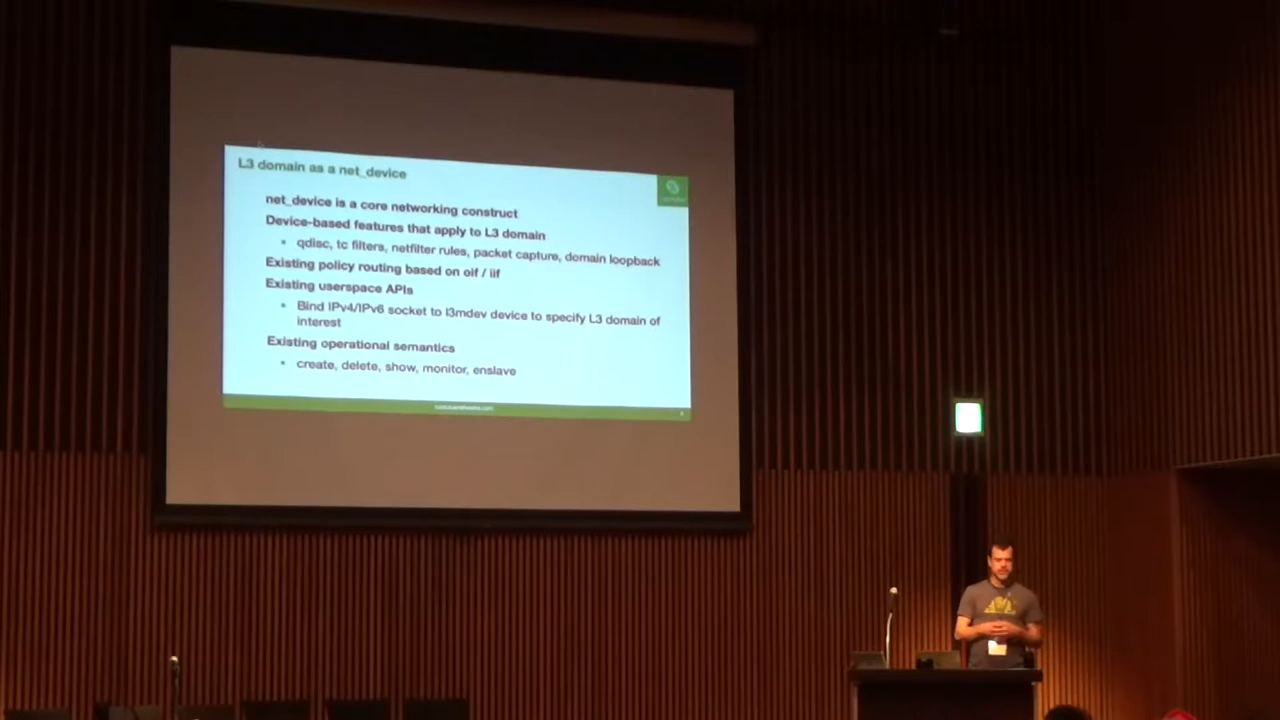 L3 domain as a net_device
net_device is a core networking construct
Device-based features that apply to L3 domain
• qdisc, tc filters, netfilter rules, packet capture, domain loopback
Existing policy routing based on oif / iif
Existing userspace APIs
• Bind IPv4/IPv6 socket to l3mdev device to specify L3 domain of
interest
Existing operational semantics
• create, delete, show, monitor, enslave